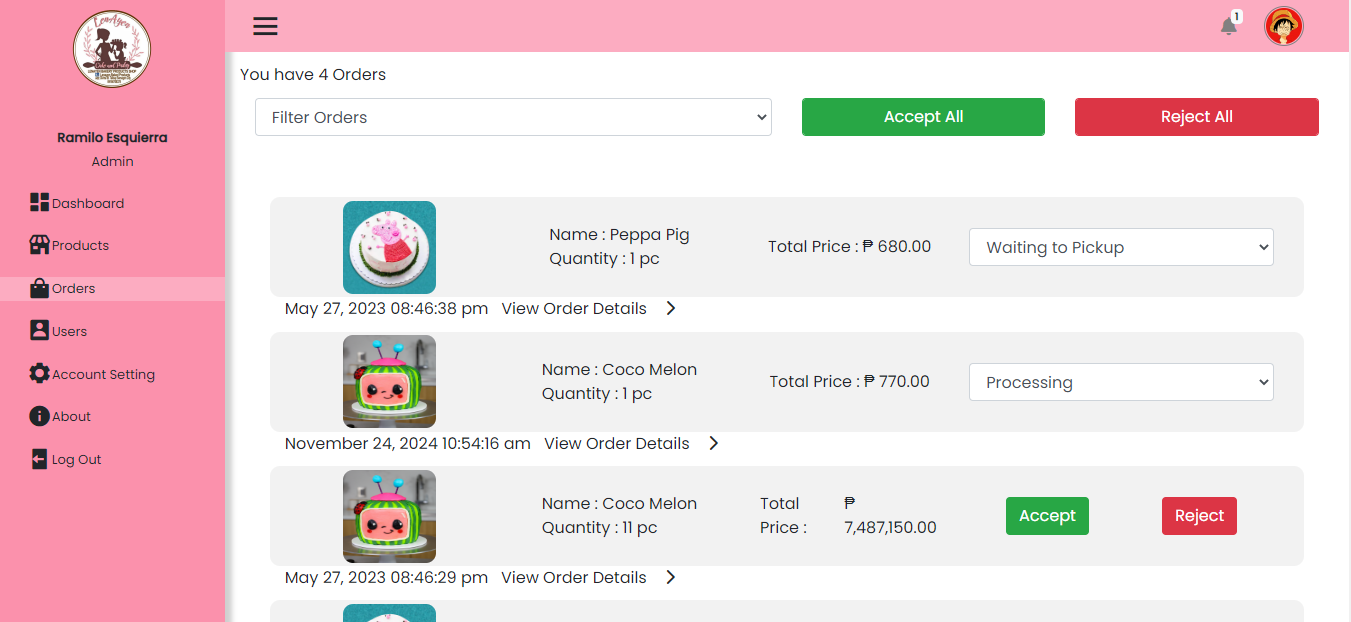 LenAyen
Cake and Pastry
Ramilo Esquierra
Admin
Dashboard
Products
Orders
Users
Account Setting
About
Log Out
1
You have 4 Orders
Filter Orders
Accept All
Reject All
Name : Peppa Pig
Quantity : 1 pc
Total Price : ₱ 680.00
Waiting to Pickup
May 27, 2023 08:46:38 pm View Order Details
Name : Coco Melon
Quantity : 1 pc
Total Price : ₱ 770.00
Processing
November 24, 2024 10:54:16 am View Order Details
Name : Coco Melon
Quantity : 11 pc
Total ₱
Price : 7,487,150.00
Accept
Reject
May 27, 2023 08:46:29 pm View Order Details